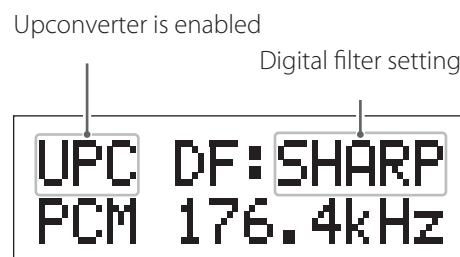 Upconverter is enabled
Digital filter setting
UPC DF:SHARP
PCM 176.4kHz